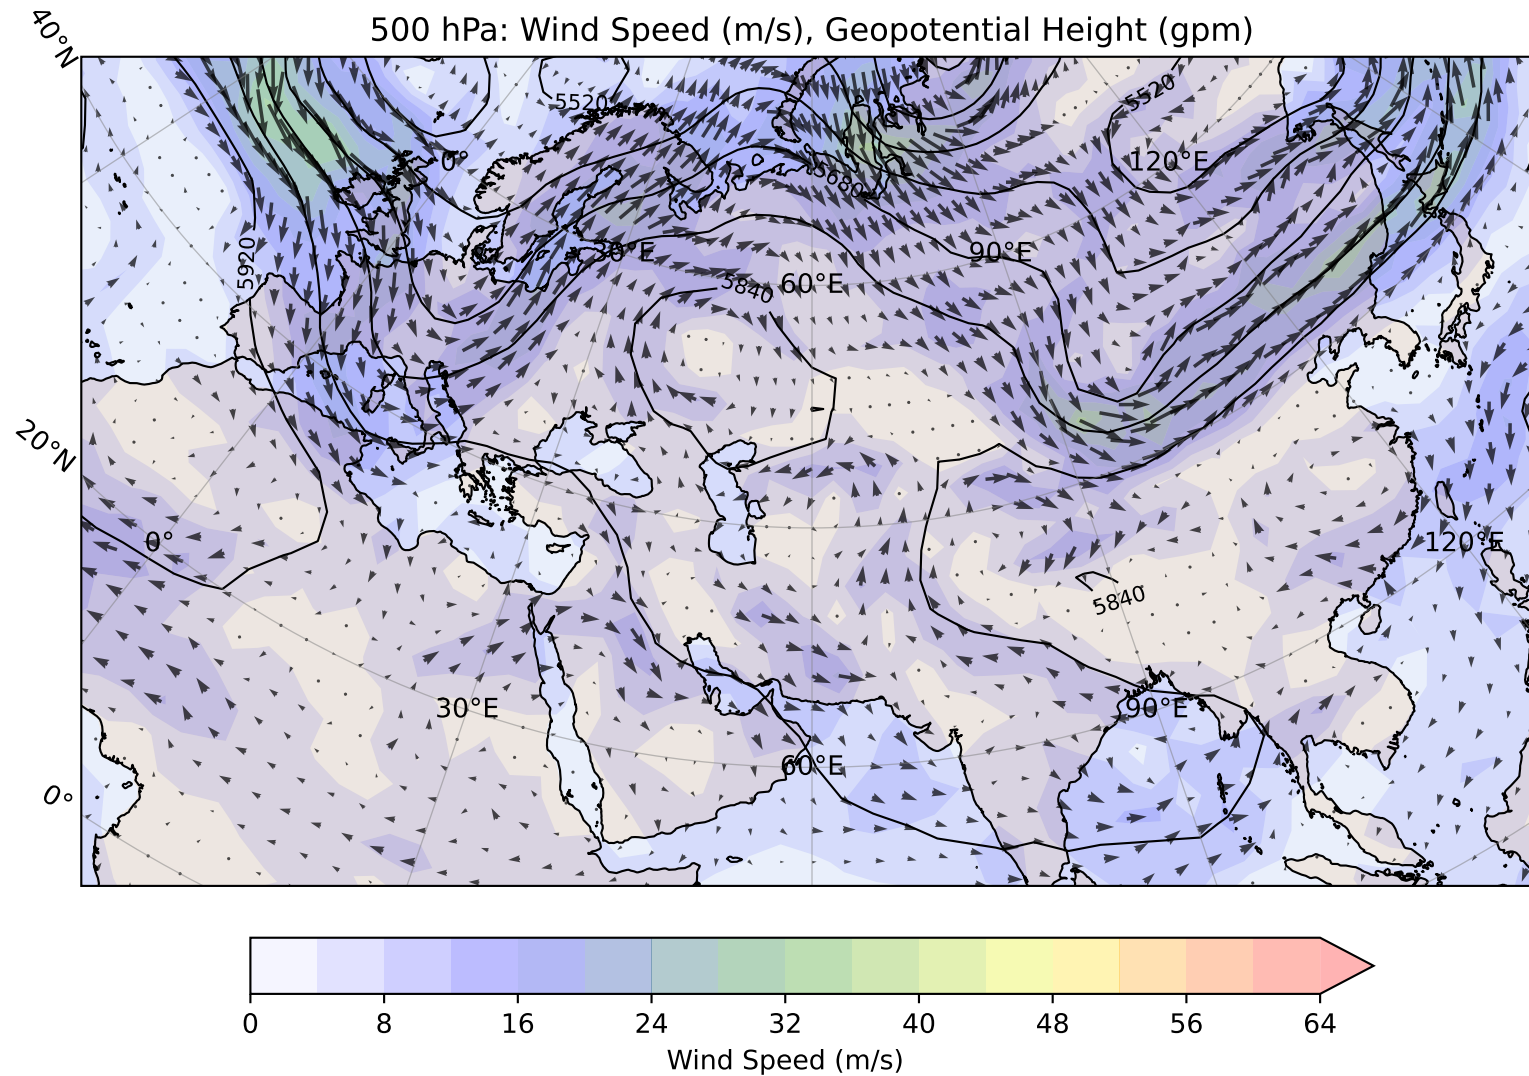 500 hPa: Wind Speed (m/s), Geopotential Height (gpm)
40°N
5520
5520
0°
120°E
5680
5920
30°E
90°E
60°E
5840
20°N
0°
120°E
5840
30°E
90°E
60°E
0°
0 8 16 24 32 40 48 56 64
Wind Speed (m/s)